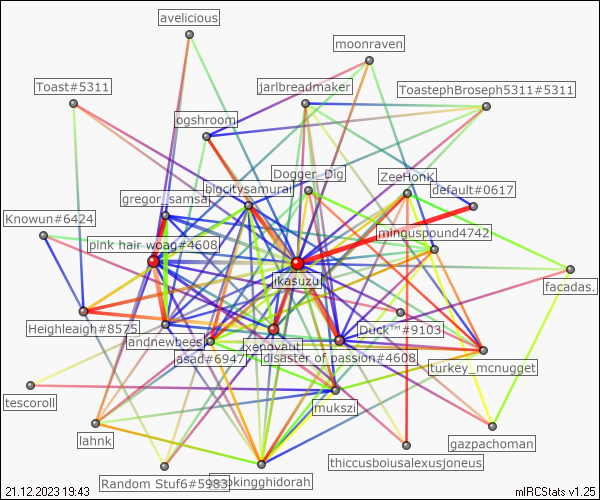 avelicious
moonraven
Toast#5311
jarlbreadmaker
ToastephBroseph5311#5311
ogshroom
Dogger_Dig
ZeeHonk
bigcitysamurai
default#0617
gregor_samsa
Knowun#6424
minguspound4742
pink hair woag#4608
jikasuzu
facadas.
Heighleaigh#8575
Duck™#9103
andnewbees
xenovaut
asad#6947
disaster of passion#4608
turkey_mcnugget
tescoroll
mukszi
lahnk
gazpachoman
thiccusboiusalexusjoneus
Random Stuf6#5983
okingghidorah
21.12.2023 19:43
mIRCStats v1.25